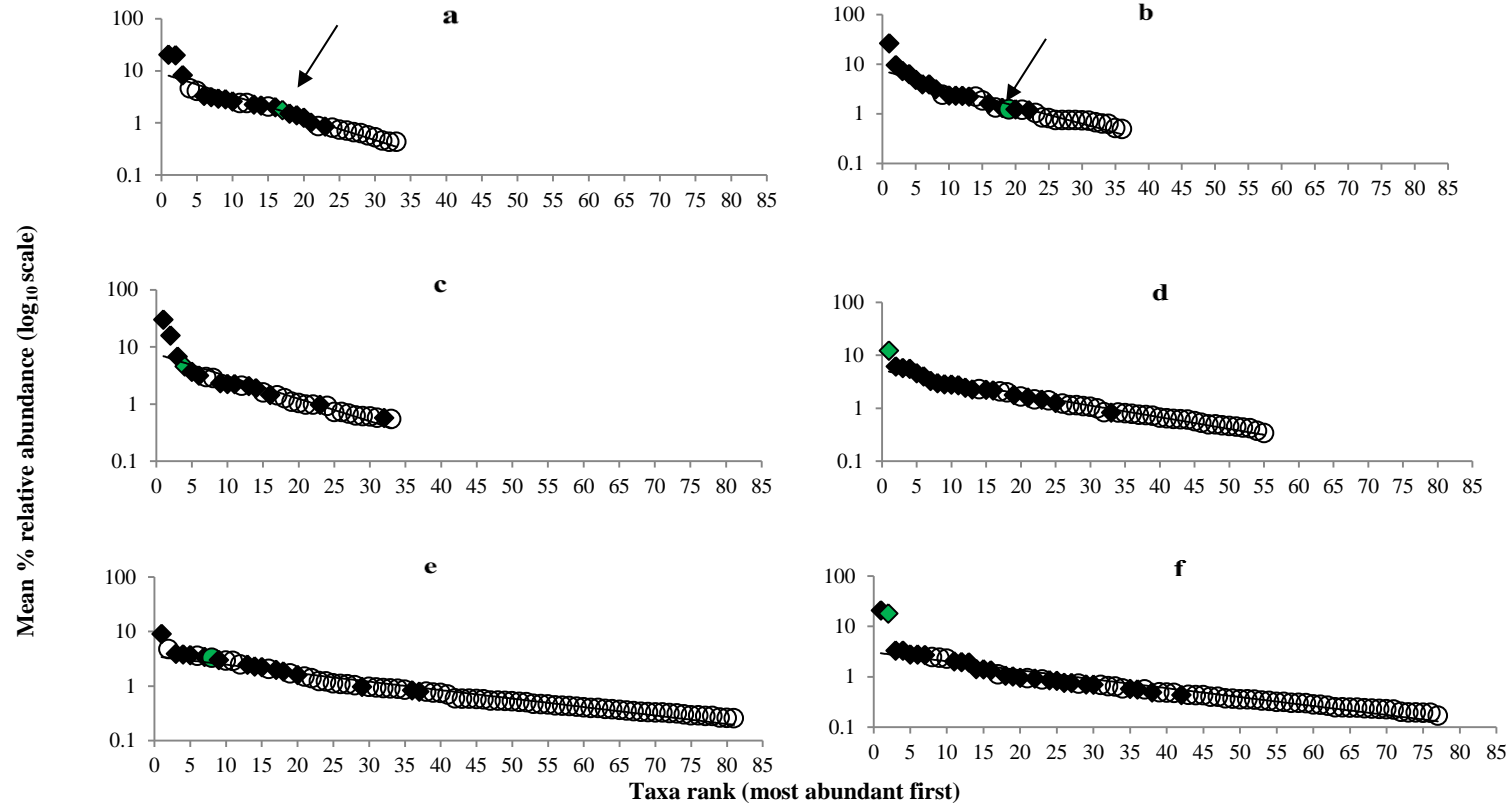 a
100
10
1
0.1
0 5 10 15 20 25 30 35 40 45 50 55 60 65 70 75 80 85
b
100
10
1
0.1
0 5 10 15 20 25 30 35 40 45 50 55 60 65 70 75 80 85
c
100
10
1
0.1
0 5 10 15 20 25 30 35 40 45 50 55 60 65 70 75 80 85
d
100
10
1
0.1
0 5 10 15 20 25 30 35 40 45 50 55 60 65 70 75 80 85
e
100
10
1
0.1
0 5 10 15 20 25 30 35 40 45 50 55 60 65 70 75 80 85
f
100
10
1
0.1
0 5 10 15 20 25 30 35 40 45 50 55 60 65 70 75 80 85
Mean % relative abundance (log10 scale)
Taxa rank (most abundant first)